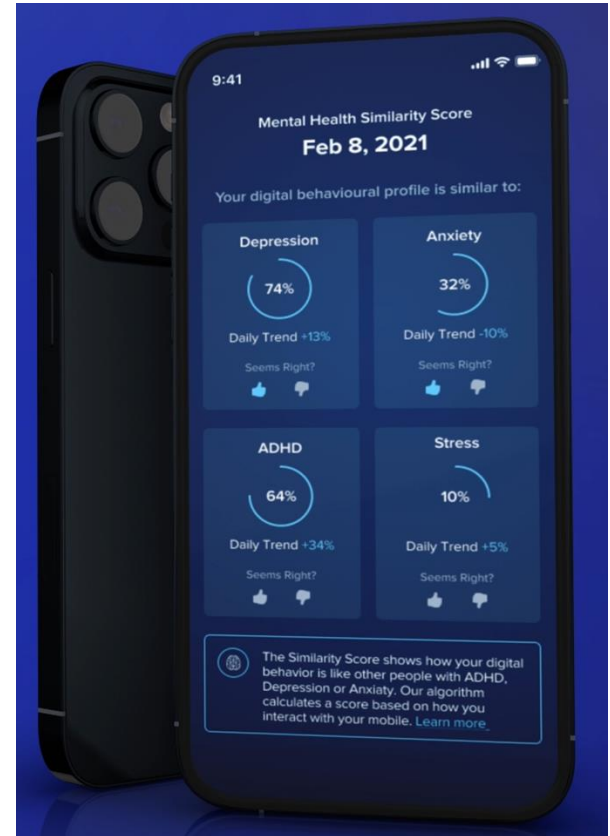 9:41
Mental Health Similarity Score
Feb 8, 2021
Your digital behavioural profile is similar to:
Depression
74%
Daily Trend +13%
Seems Right?
Anxiety
32%
Daily Trend -10%
Seems Right?
ADHD
64%
Daily Trend +34%
Seems Right?
Stress
10%
Daily Trend +5%
Seems Right?
The Similarity Score shows how your digital
behavior is like other people with ADHD,
Depression or Anxiaty. Our algorithm
calculates a score based on how you
interact with your mobile. Learn more